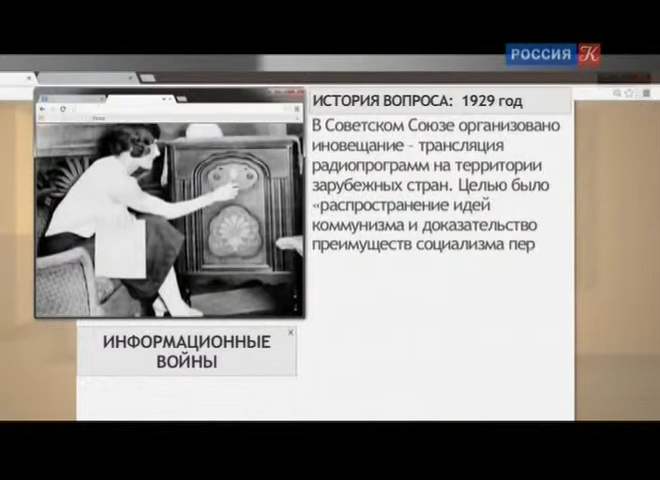 РОССИЯ К
ИСТОРИЯ ВОПРОСА: 1929 год
В Советском Союзе организовано
иновещание - трансляция
радиопрограмм на территории
зарубежных стран. Целью было
«распространение идей
коммунизма и доказательство
преимуществ социализма пер
ИНФОРМАЦИОННЫЕ
ВОЙНЫ